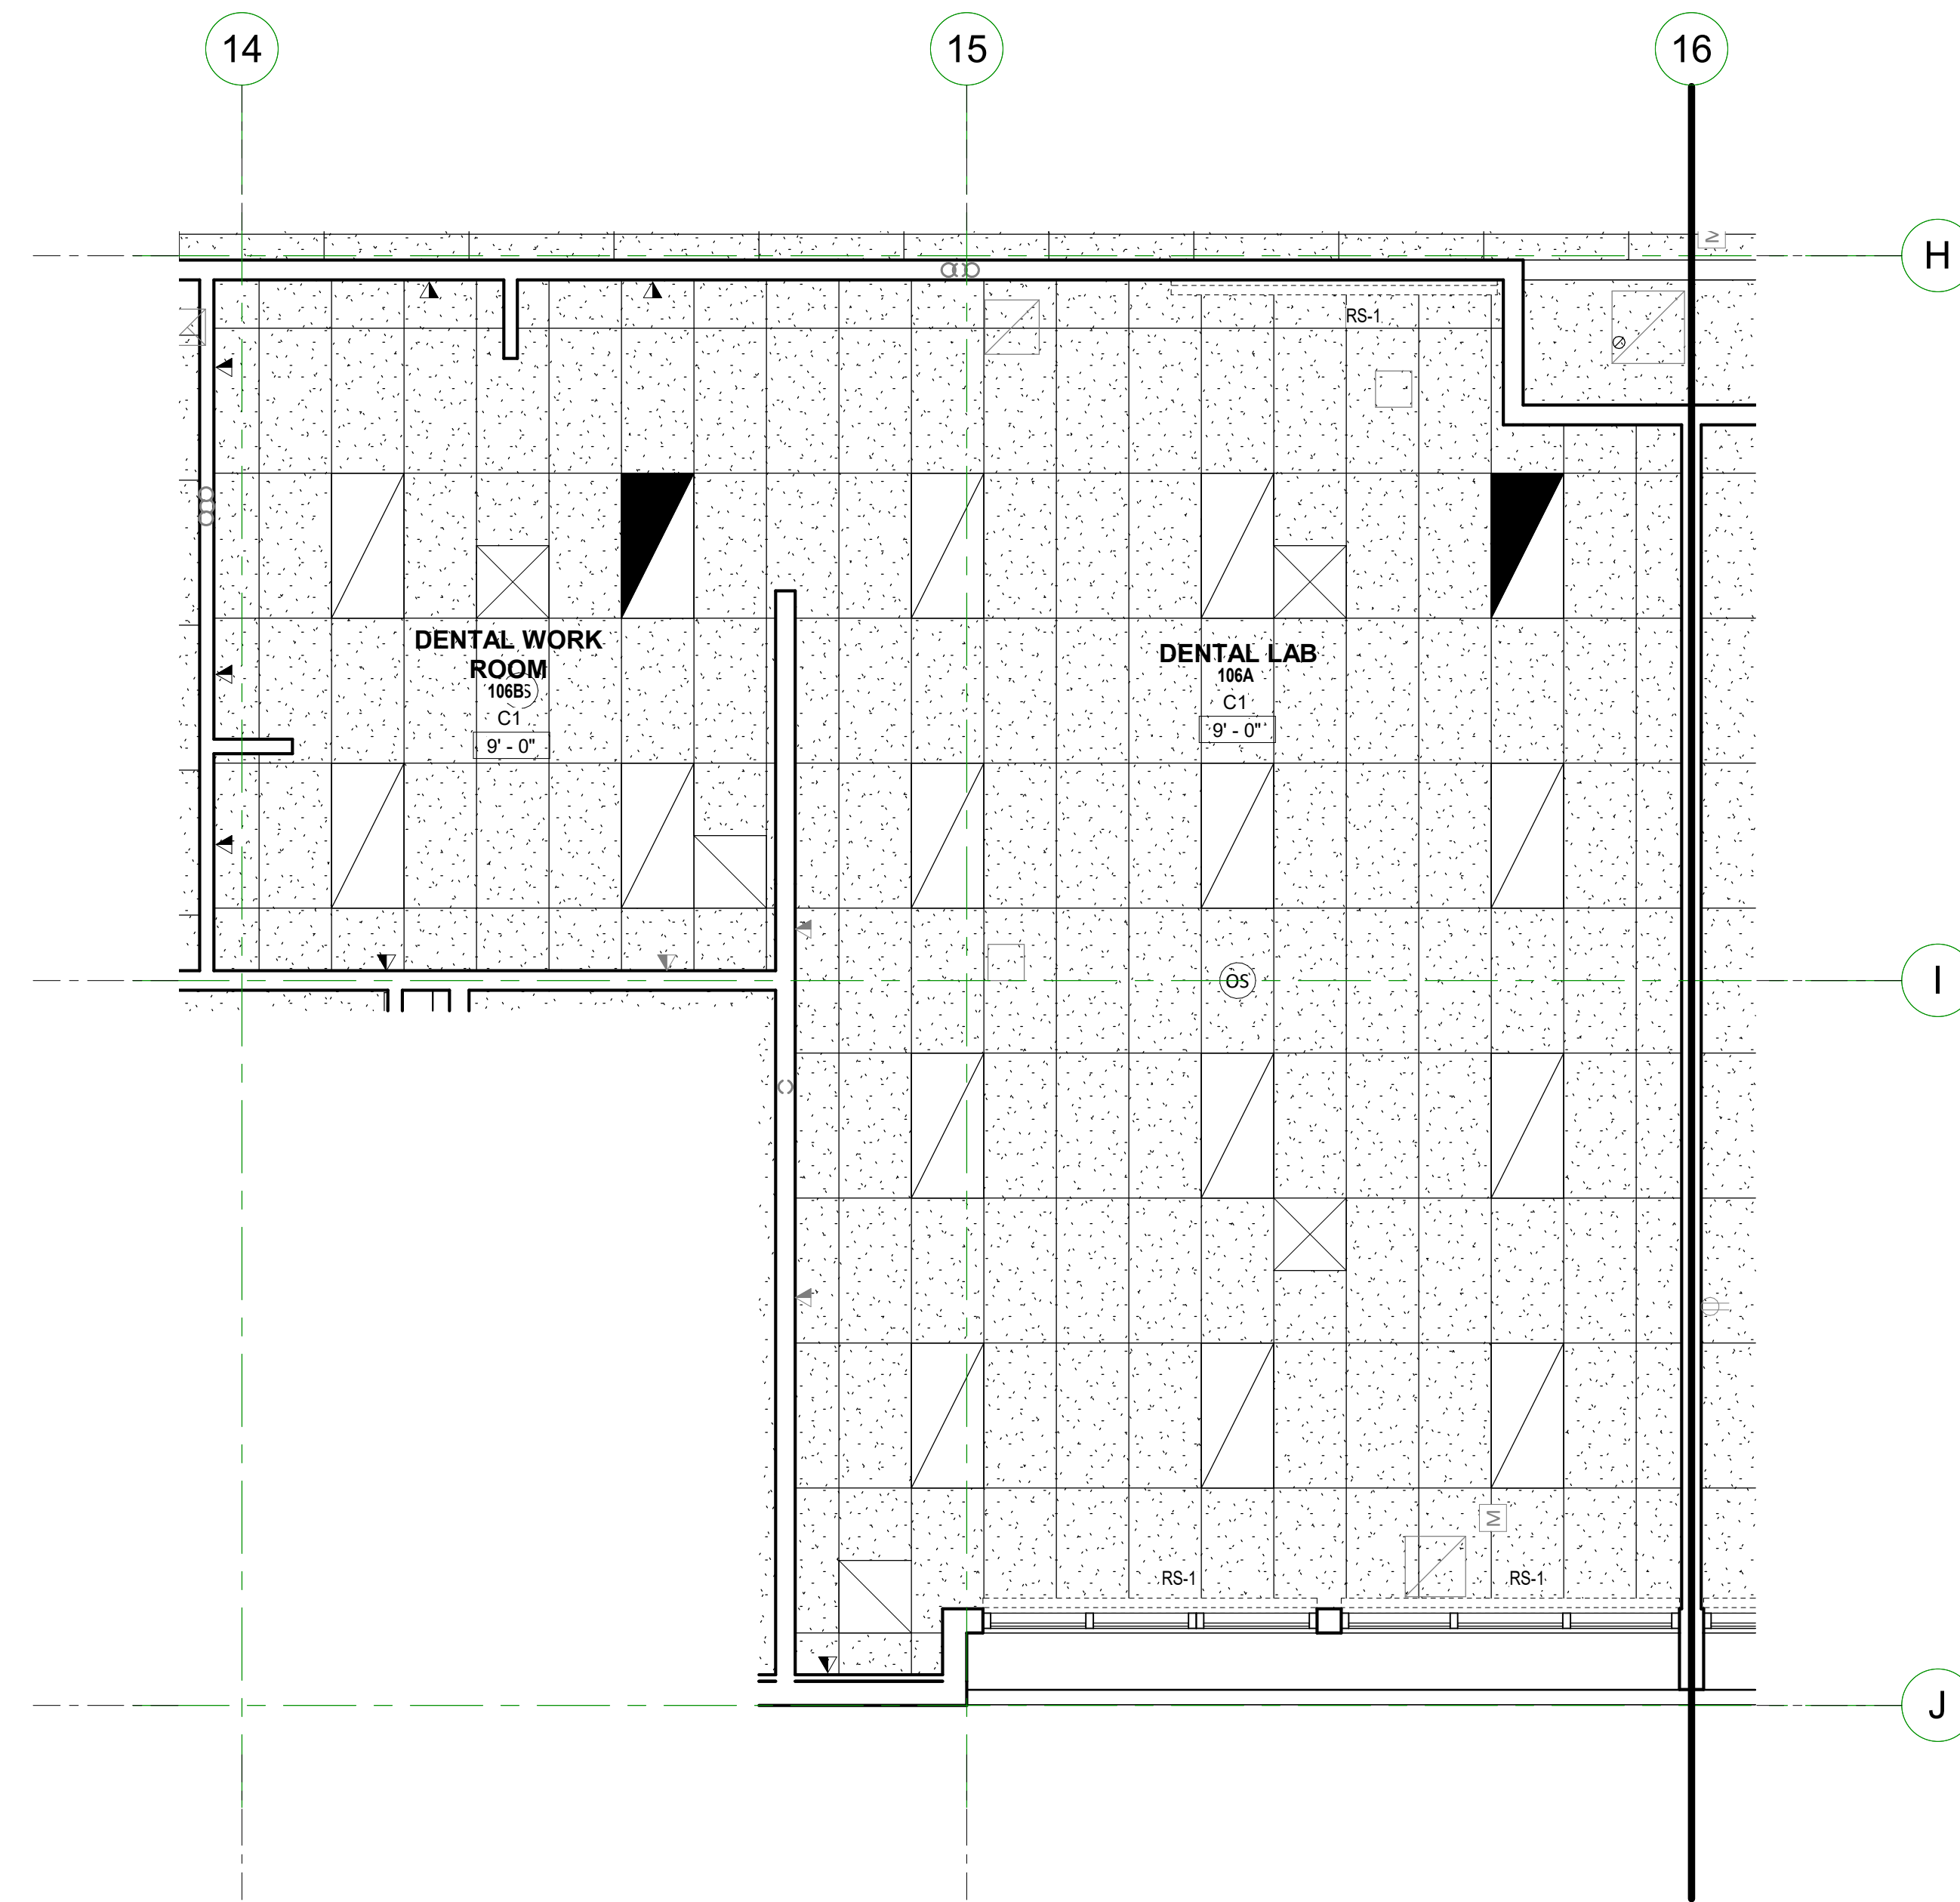 14
15
16
H
M
RS-1
DENTAL WORK
ROOM
106B
C1
9' - 0"
DENTAL LAB
106A
C1
9' - 0"
I
OS
M
RS-1
RS-1
J